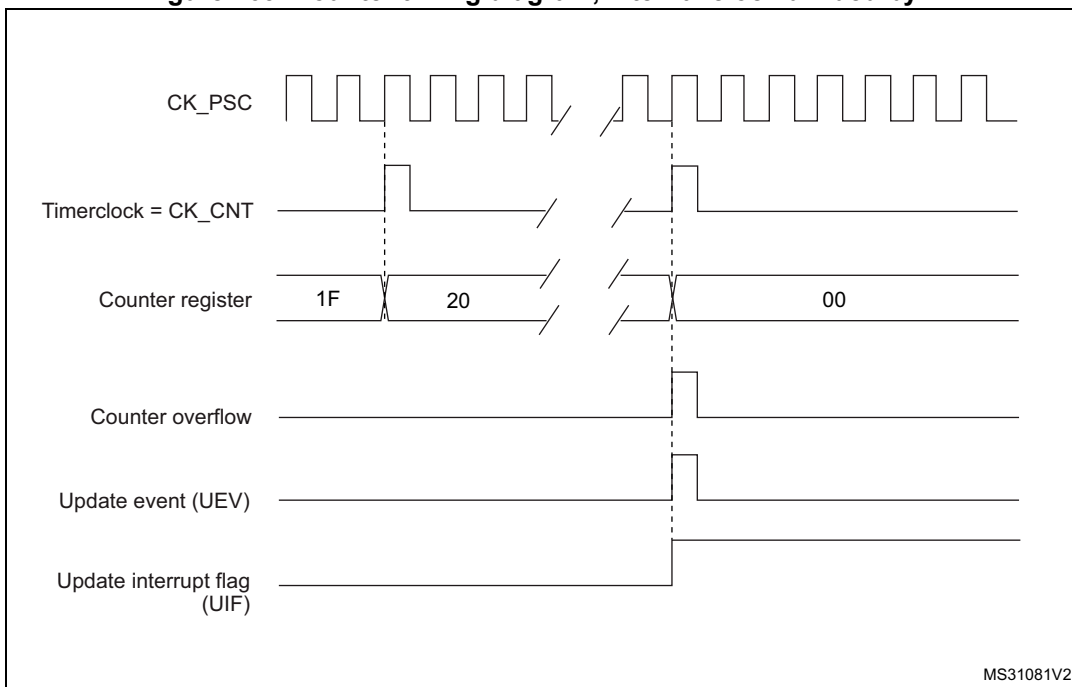 CK_PSC
Timerclock = CK_CNT
Counter register
1F
20
00
Counter overflow
Update event (UEV)
Update interrupt flag
(UIF)
MS31081V2